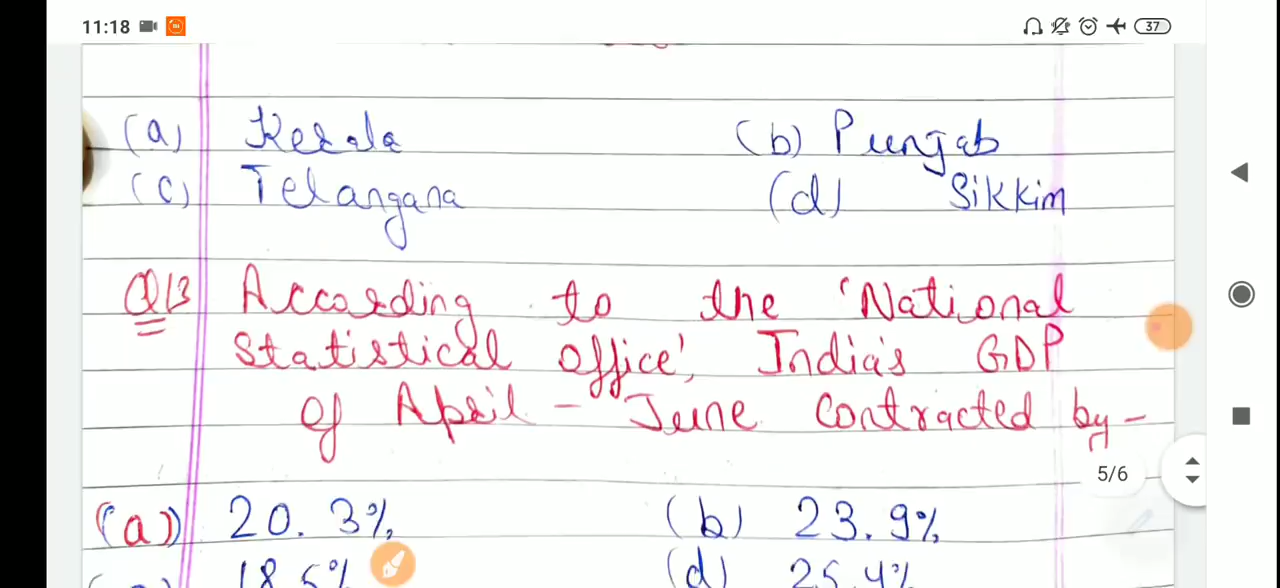 11:18 37
(a) Kerala (b) Punjab
(c) Telangana (d) Sikkim
Q13 According to the 'National
Statistical Office', India's GDP
of April - June contracted by -
5/6
(a) 20.3% (b) 23.9%
(d) 25.4%